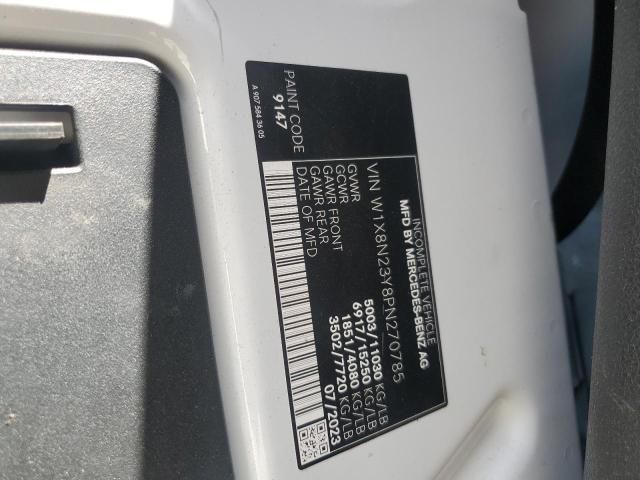 INCOMPLETE VEHICLE
MFD BY MERCEDES-BENZ AG
VIN W1X8N23Y8PN270785
GVWR 5003/11030 KG/LB
GCWR 6917/15250 KG/LB
GAWR FRONT 1851/4080 KG/LB
GAWR REAR 3502/7720 KG/LB
DATE OF MFD 07/2023
PAINT CODE
9147
A 907 584 36 05